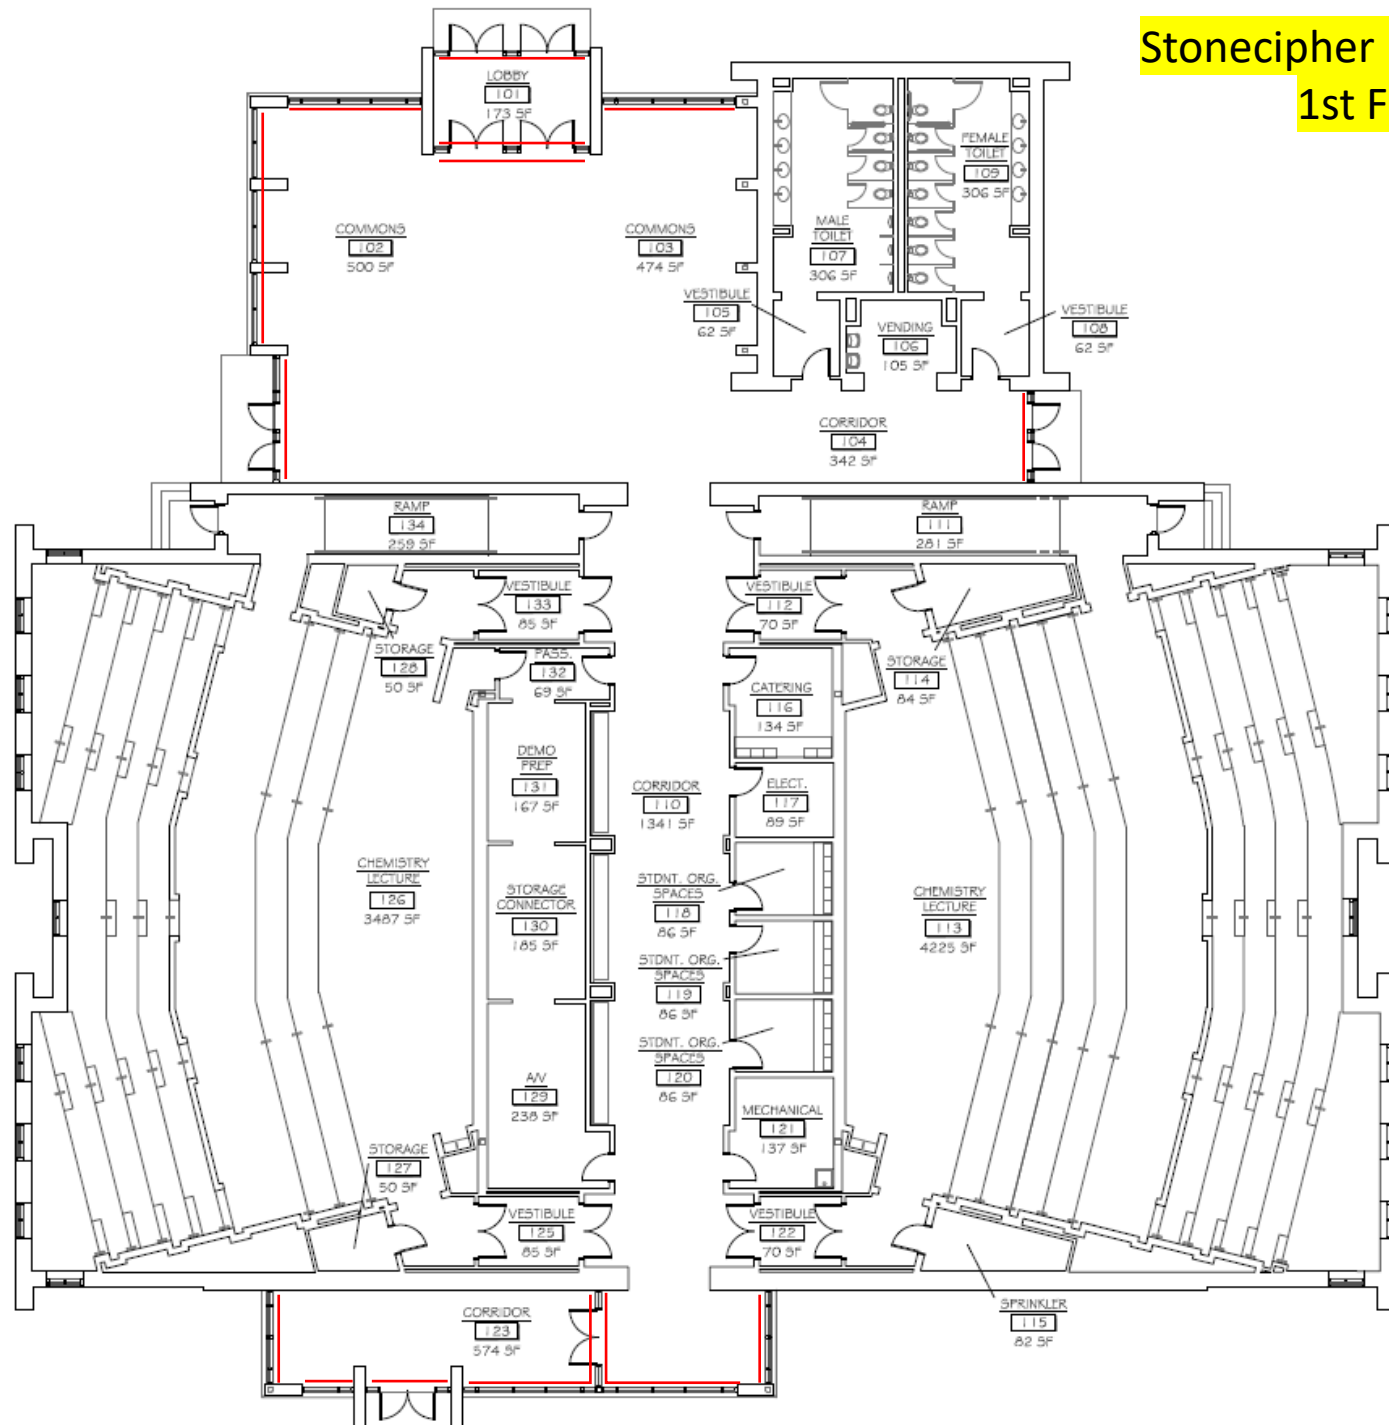 Stonecipher
1st F
LOBBY
101
173 SF
COMMONS
102
500 SF
COMMONS
103
474 SF
FEMALE
TOILET
109
306 SF
MALE
TOILET
107
306 SF
VESTIBULE
105
62 SF
VENDING
106
105 SF
VESTIBULE
108
62 SF
CORRIDOR
104
342 SF
RAMP
134
259 SF
RAMP
111
281 SF
VESTIBULE
133
85 SF
VESTIBULE
112
70 SF
STORAGE
128
50 SF
PASS.
132
69 SF
CATERING
116
134 SF
STORAGE
114
84 SF
DEMO
PREP
131
167 SF
CORRIDOR
110
1341 SF
ELECT.
117
89 SF
CHEMISTRY
LECTURE
126
3487 SF
STORAGE
CONNECTOR
130
185 SF
STDNT. ORG.
SPACES
118
86 SF
CHEMISTRY
LECTURE
113
4225 SF
STDNT. ORG.
SPACES
119
86 SF
STDNT. ORG.
SPACES
120
86 SF
A/V
129
238 SF
MECHANICAL
121
137 SF
STORAGE
127
50 SF
VESTIBULE
125
85 SF
VESTIBULE
122
70 SF
CORRIDOR
123
574 SF
SPRINKLER
115
82 SF